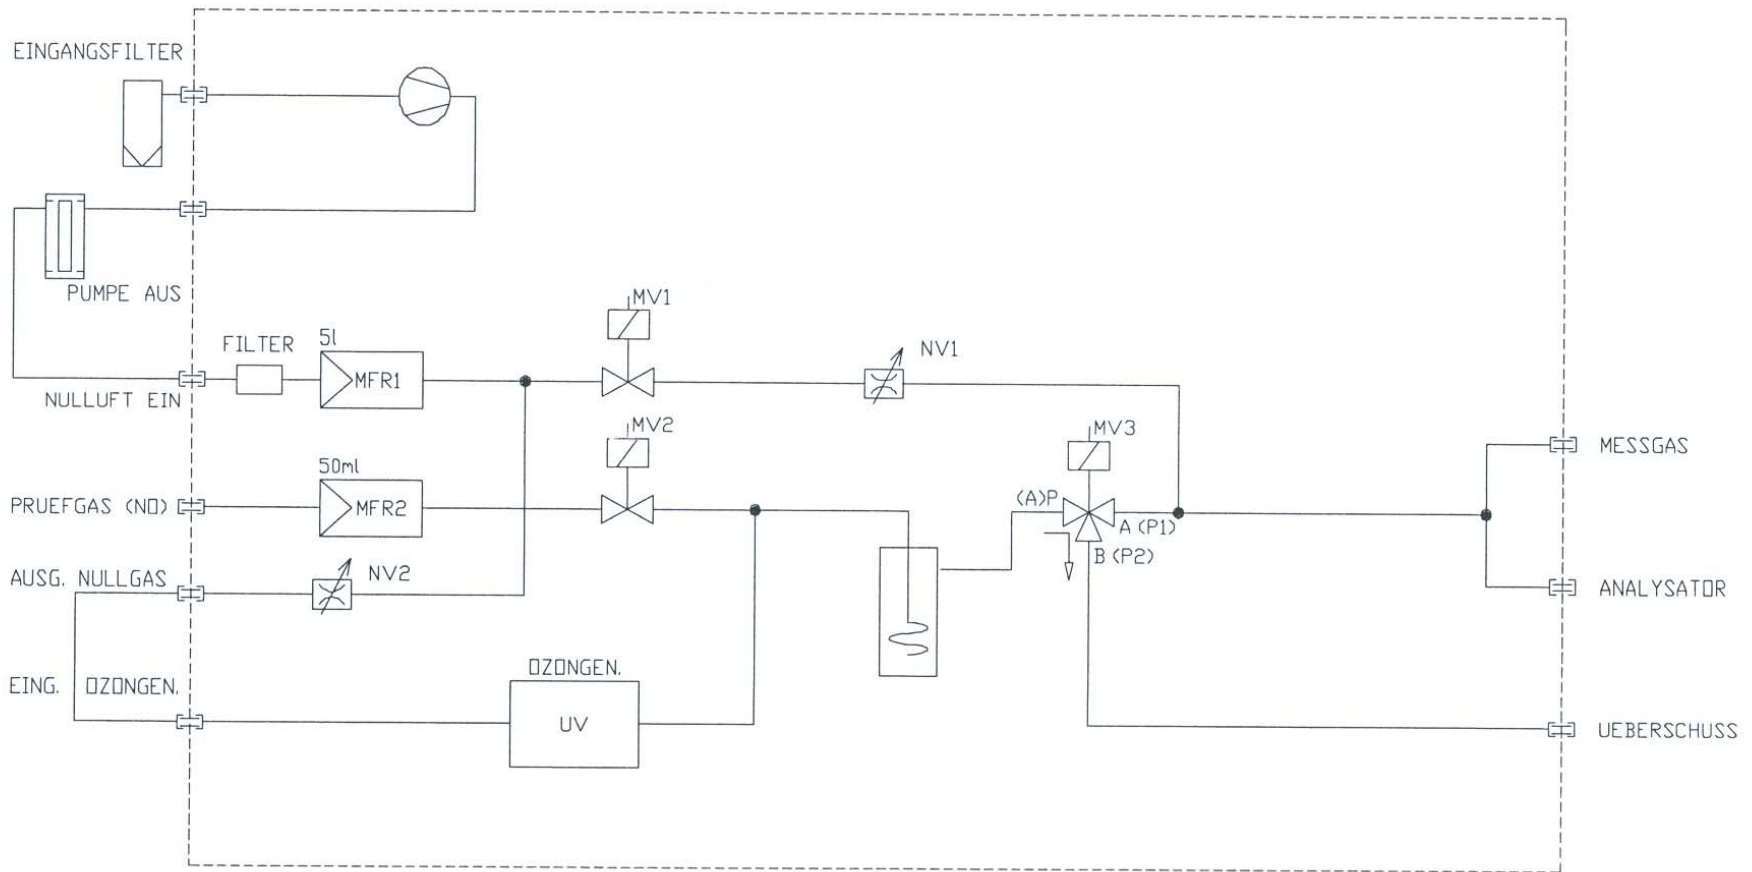 EINGANGSFILTER
PUMPE AUS
MV1
FILTER
5l
NV1
MFR1
NULLUFT EIN
MV2
MV3
MESSGAS
50ml
(A)P
PRUEFGAS (NO)
MFR2
A (P1)
B (P2)
AUSG. NULLGAS
NV2
ANALYSATOR
OZONGEN.
EING. OZONGEN.
UV
UEBERSCHUSS